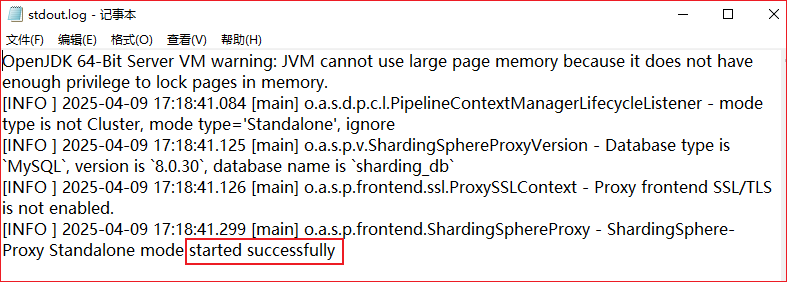 stdout.log - 记事本
文件(F) 编辑(E) 格式(O) 查看(V) 帮助(H)
OpenJDK 64-Bit Server VM warning: JVM cannot use large page memory because it does not have
enough privilege to lock pages in memory.
[INFO ] 2025-04-09 17:18:41.084 [main] o.a.s.d.p.c.l.PipelineContextManagerLifecycleListener - mode
type is not Cluster, mode type='Standalone', ignore
[INFO ] 2025-04-09 17:18:41.125 [main] o.a.s.p.v.ShardingSphereProxyVersion - Database type is
`MySQL`, version is `8.0.30`, database name is `sharding_db`
[INFO ] 2025-04-09 17:18:41.126 [main] o.a.s.p.frontend.ssl.ProxySSLContext - Proxy frontend SSL/TLS
is not enabled.
[INFO ] 2025-04-09 17:18:41.299 [main] o.a.s.p.frontend.ShardingSphereProxy - ShardingSphere-
Proxy Standalone mode started successfully